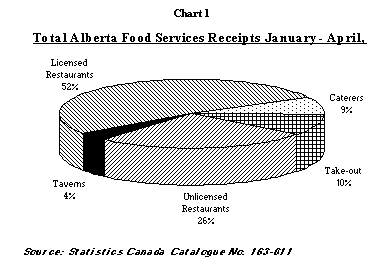 Chart 1
Total Alberta Food Services Receipts January - April,
Licensed
Restaurants
52%
Caterers
9%
Take-out
10%
Unlicensed
Restaurants
26%
Taverns
4%
Source: Statistics Canada Catalogue No. 163-611